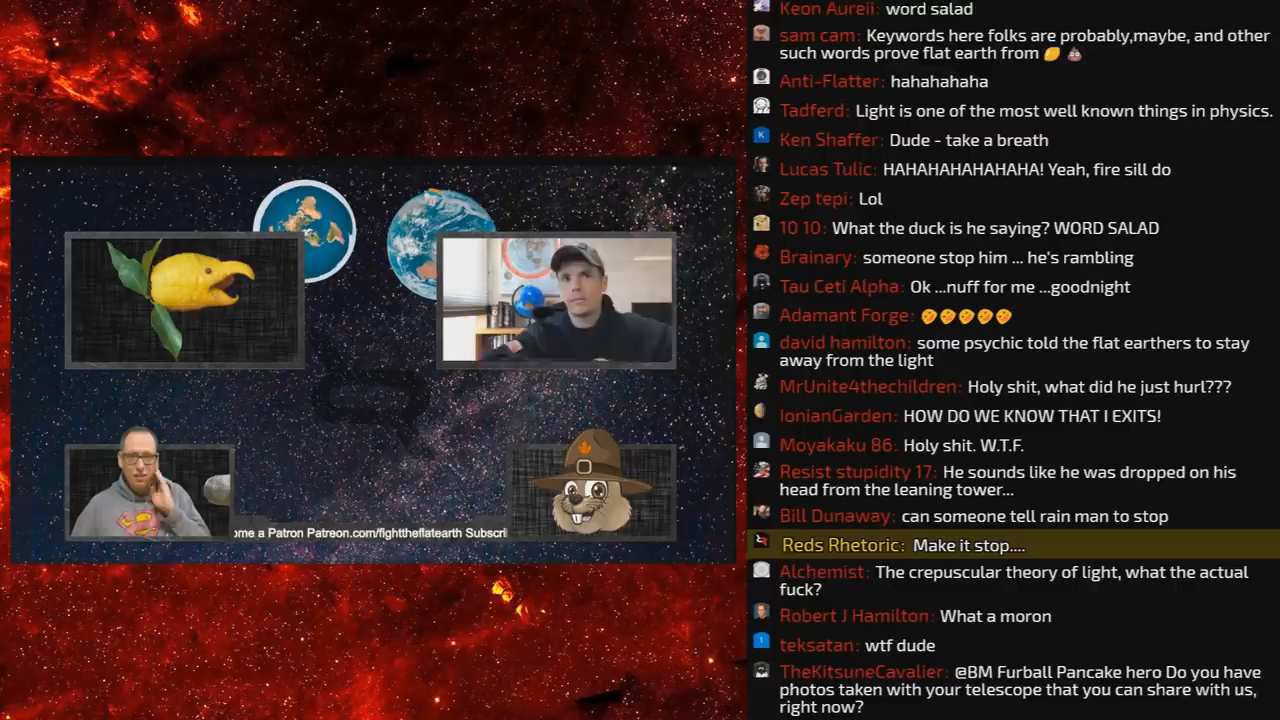 Keon Aureii: word salad
sam cam: Keywords here folks are probably,maybe, and other
such words prove flat earth from 🍋 💩
Anti-Flatter: hahahahaha
Tadferd: Light is one of the most well known things in physics.
Ken Shaffer: Dude - take a breath
Lucas Tulic: HAHAHAHAHAHAHA! Yeah, fire sill do
Zep tepi: Lol
10 10: What the duck is he saying? WORD SALAD
Brainary: someone stop him ... he's rambling
Tau Ceti Alpha: Ok ...nuff for me ...goodnight
Adamant Forge:
david hamilton: some psychic told the flat earthers to stay
away from the light
MrUnite4thechildren: Holy shit, what did he just hurl???
IonianGarden: HOW DO WE KNOW THAT I EXITS!
Moyakaku 86: Holy shit. W.T.F.
Resist stupidity 17: He sounds like he was dropped on his
head from the leaning tower...
Bill Dunaway: can someone tell rain man to stop
Reds Rhetoric: Make it stop....
Alchemist: The crepuscular theory of light, what the actual
fuck?
Robert J Hamilton: What a moron
teksatan: wtf dude
TheKitsuneCavalier: @BM Furball Pancake hero Do you have
photos taken with your telescope that you can share with us,
right now?
ome a Patron Patreon.com/fighttheflatearth Subscri